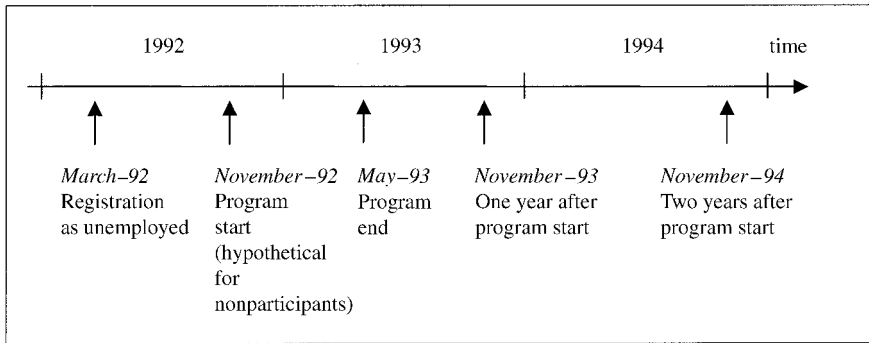 1992 1993 1994 time
March–92
Registration
as unemployed
November–92
Program
start
(hypothetical
for
nonparticipants)
May–93
Program
end
November–93
One year after
program start
November–94
Two years after
program start